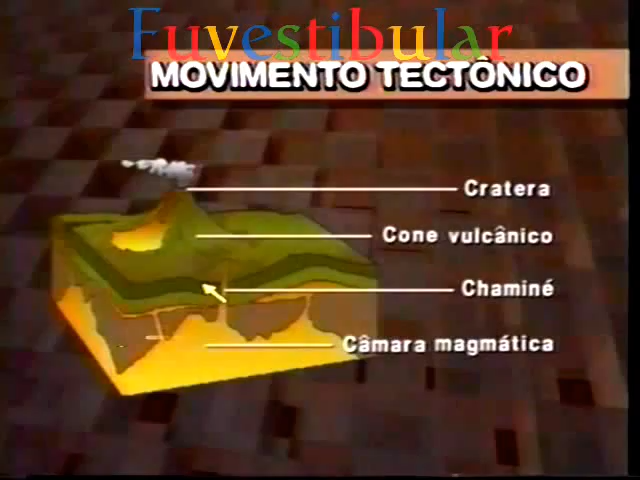 Fuvestibular
MOVIMENTO TECTÔNICO
Cratera
Cone vulcânico
Chaminé
Câmara magmática